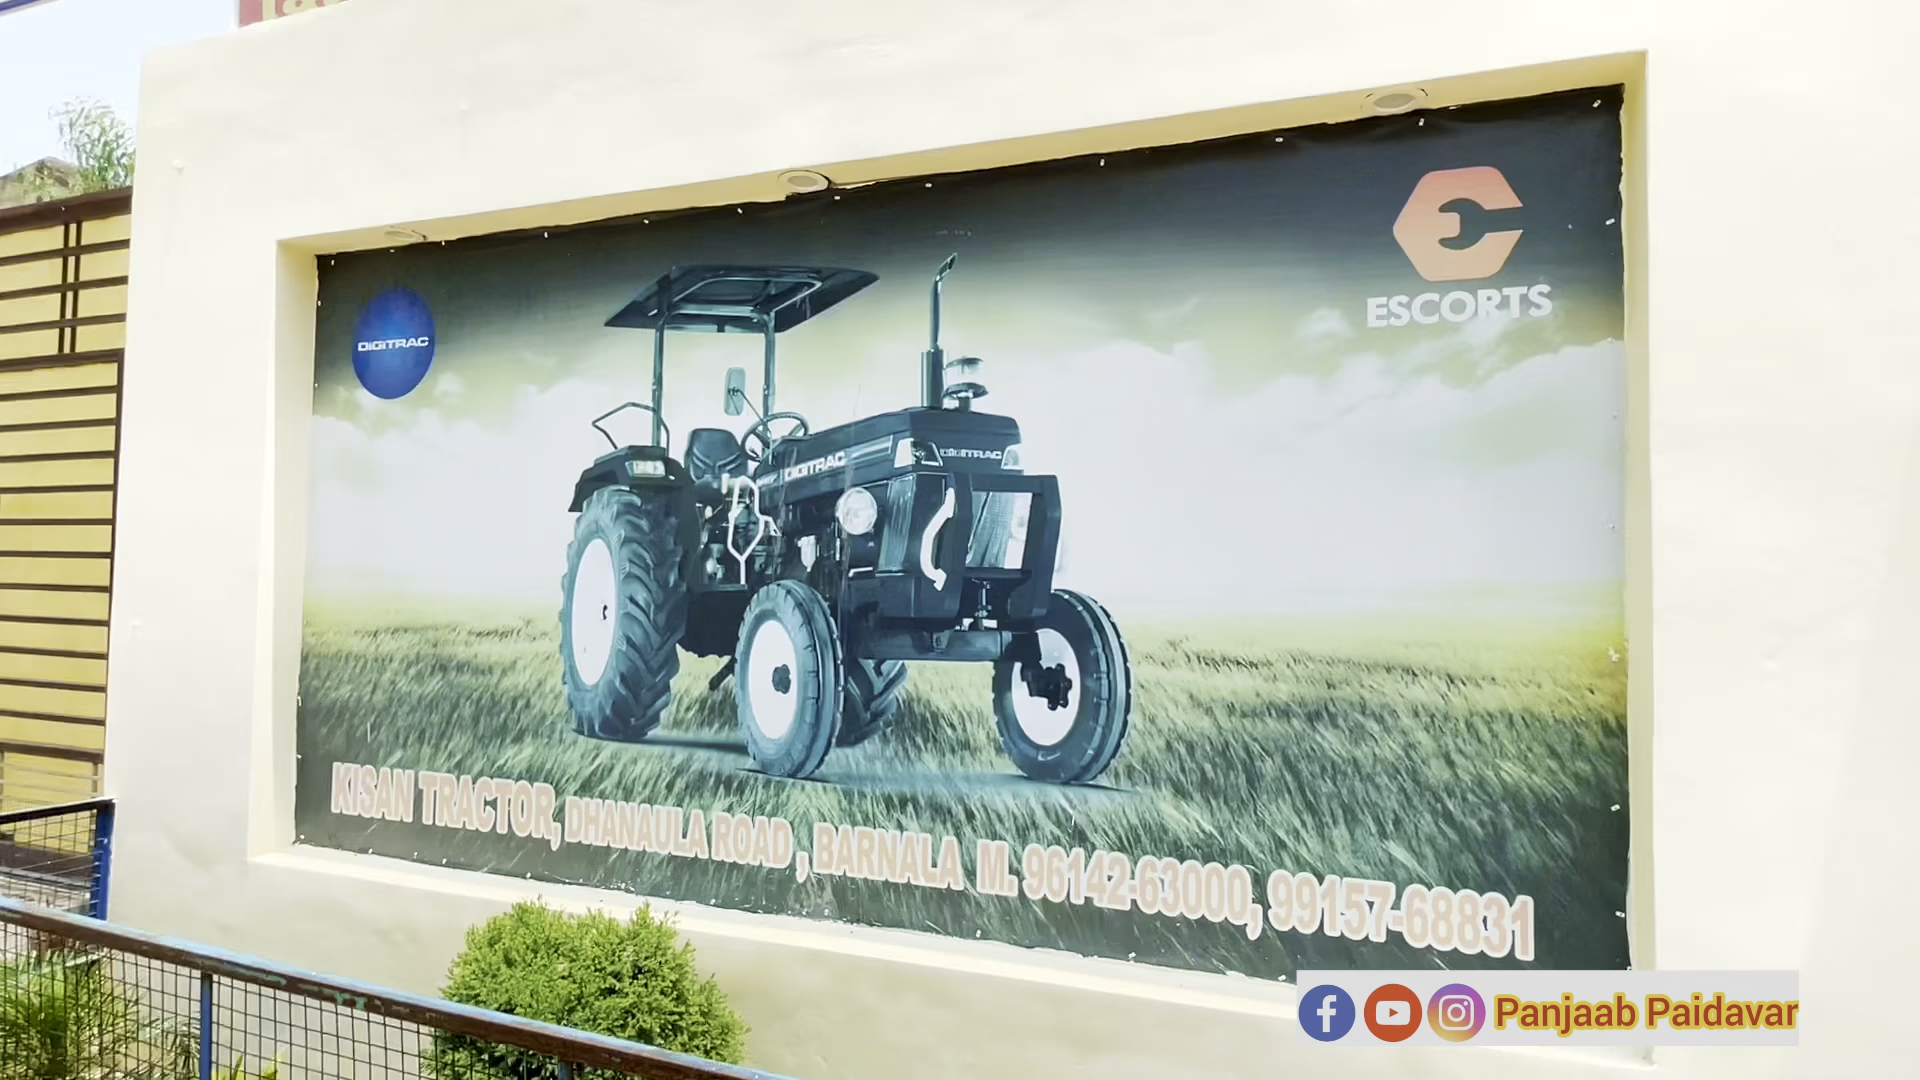 DIGITRAC
ESCORTS
DIGITRAC
DIGITRAC
KISAN TRACTOR, DHANAULA ROAD , BARNALA M. 96142-63000, 99157-68831
Panjaab Paidavar